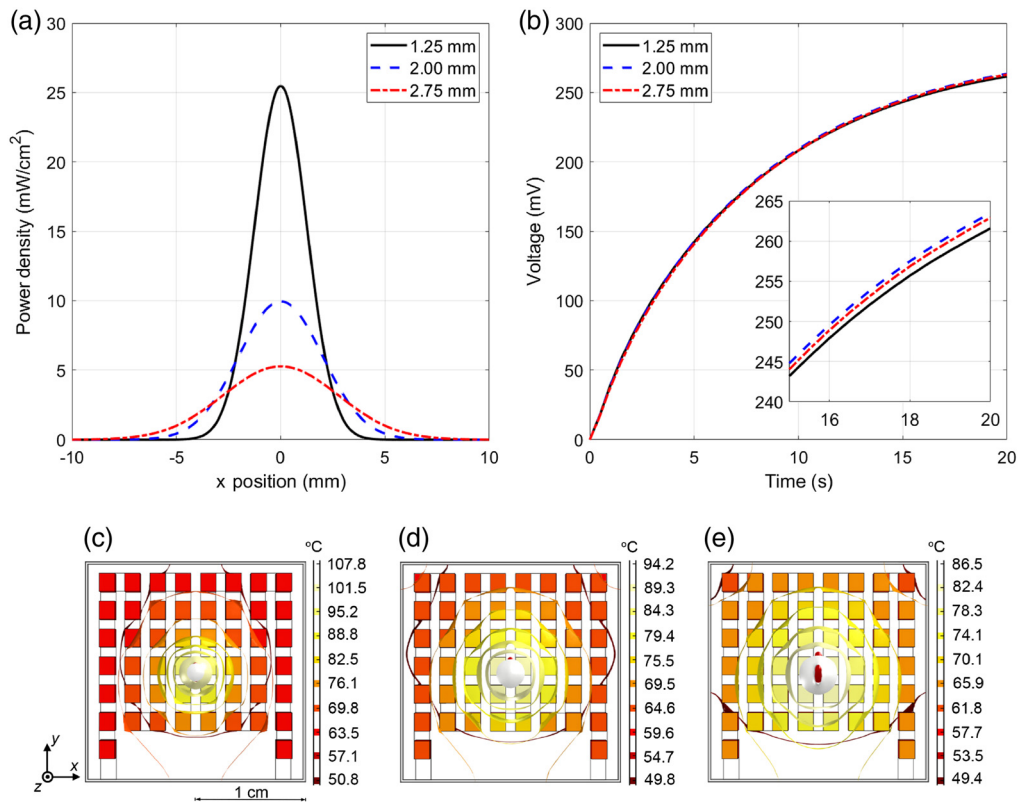 (a)
30
25
20
15
10
5
0
Power density (mW/cm²)
-10
-5
0
5
10
x position (mm)
1.25 mm
2.00 mm
2.75 mm
(b)
300
250
200
150
100
50
0
Voltage (mV)
0
5
10
15
20
Time (s)
1.25 mm
2.00 mm
2.75 mm
265
260
255
250
245
240
16
18
20
(c)
°C
107.8
101.5
95.2
88.8
82.5
76.1
69.8
63.5
57.1
50.8
y
z
x
1 cm
(d)
°C
94.2
89.3
84.3
79.4
75.5
69.5
64.6
59.6
54.7
49.8
(e)
°C
86.5
82.4
78.3
74.1
70.1
65.9
61.8
57.7
53.5
49.4